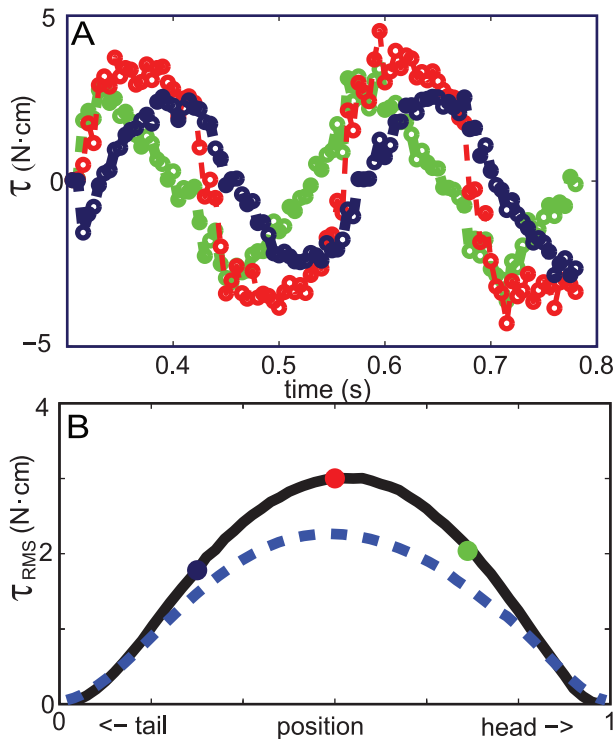 A
5
0
−5
τ (N·cm)
0.4
0.5
0.6
0.7
0.8
time (s)
B
4
2
0
τRMS (N·cm)
0
<− tail
position
head −>
1